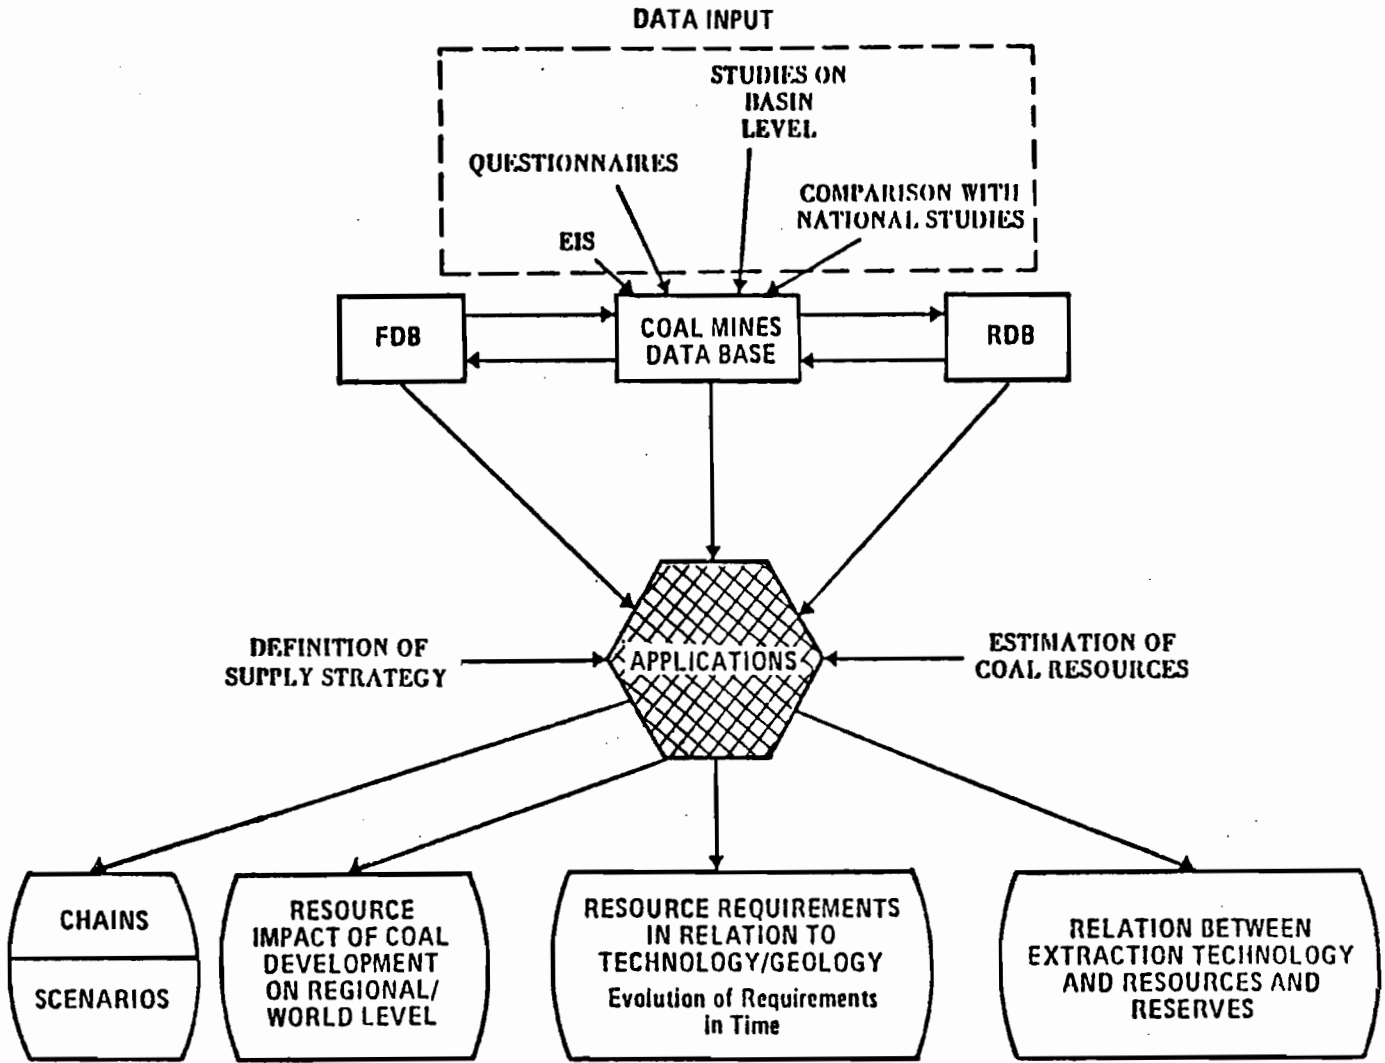 DATA INPUT
STUDIES ON
BASIN
LEVEL
QUESTIONNAIRES
COMPARISON WITH
NATIONAL STUDIES
EIS
FDB
COAL MINES
DATA BASE
RDB
DEFINITION OF
SUPPLY STRATEGY
APPLICATIONS
ESTIMATION OF
COAL RESOURCES
CHAINS
SCENARIOS
RESOURCE
IMPACT OF COAL
DEVELOPMENT
ON REGIONAL/
WORLD LEVEL
RESOURCE REQUIREMENTS
IN RELATION TO
TECHNOLOGY/GEOLOGY
Evolution of Requirements
in Time
RELATION BETWEEN
EXTRACTION TECHNOLOGY
AND RESOURCES AND
RESERVES